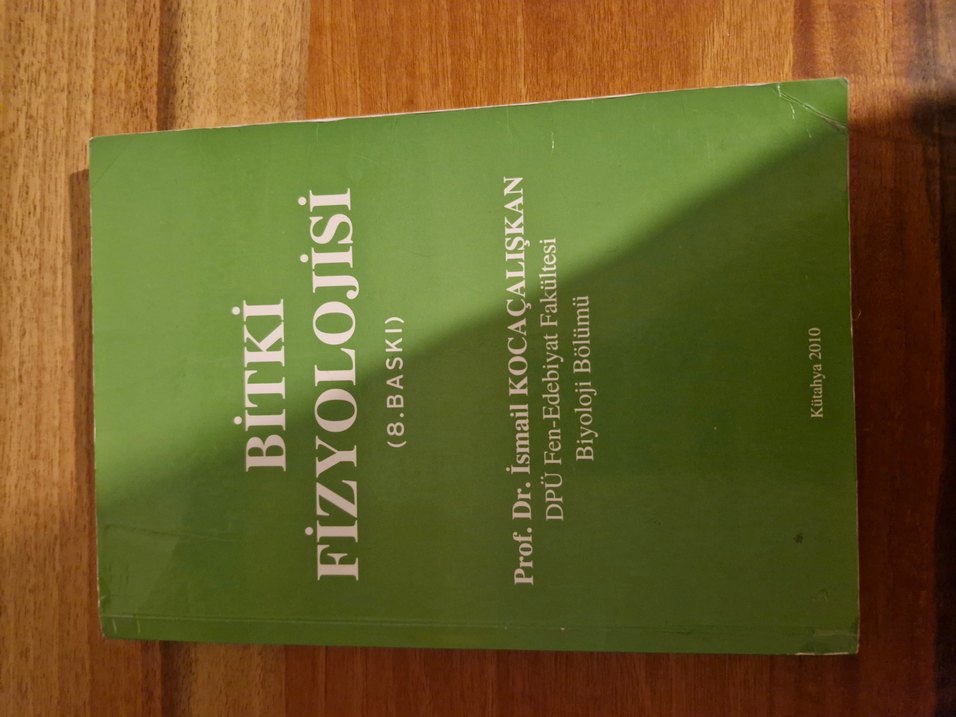 BİTKİ
FİZYOLOJİSİ
(8.BASKI)
Prof. Dr. İsmail KOCAÇALIŞKAN
DPÜ Fen-Edebiyat Fakültesi
Biyoloji Bölümü
Kütahya 2010